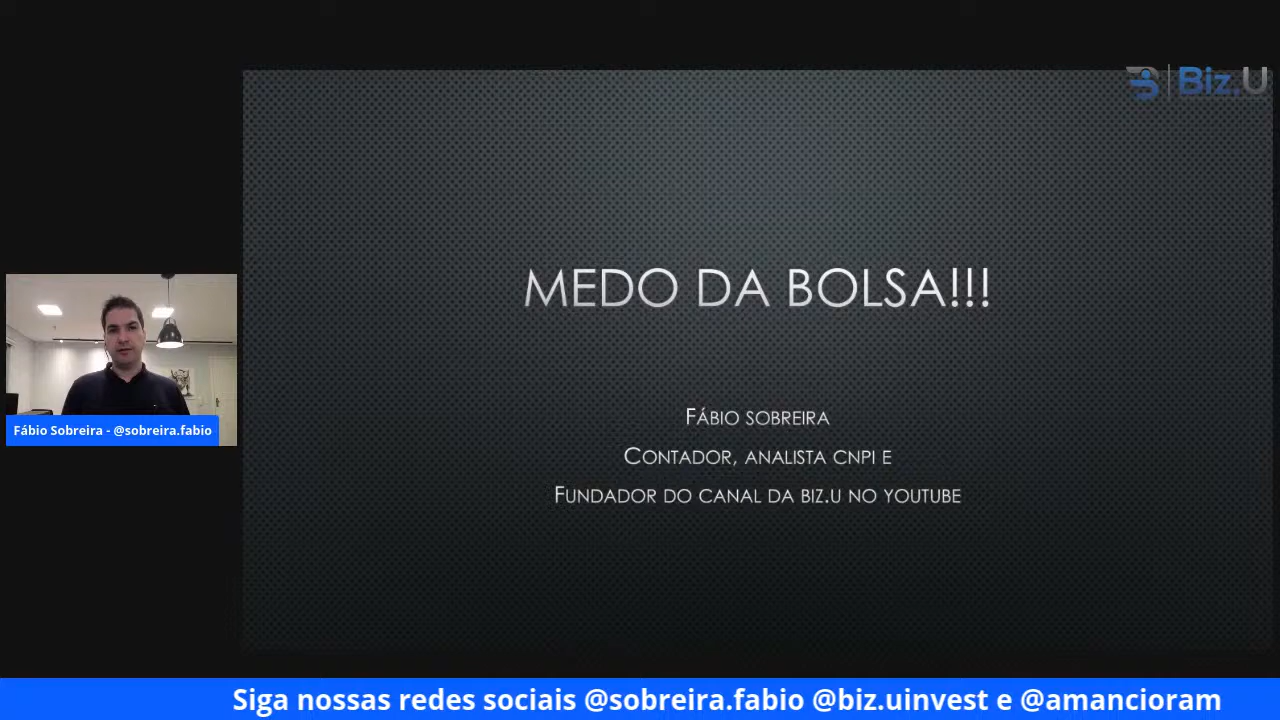 Biz.U
MEDO DA BOLSA!!!
FÁBIO SOBREIRA
CONTADOR, ANALISTA CNPI E
FUNDADOR DO CANAL DA BIZ.U NO YOUTUBE
Fábio Sobreira - @sobreira.fabio
Siga nossas redes sociais @sobreira.fabio @biz.uinvest e @amancioram